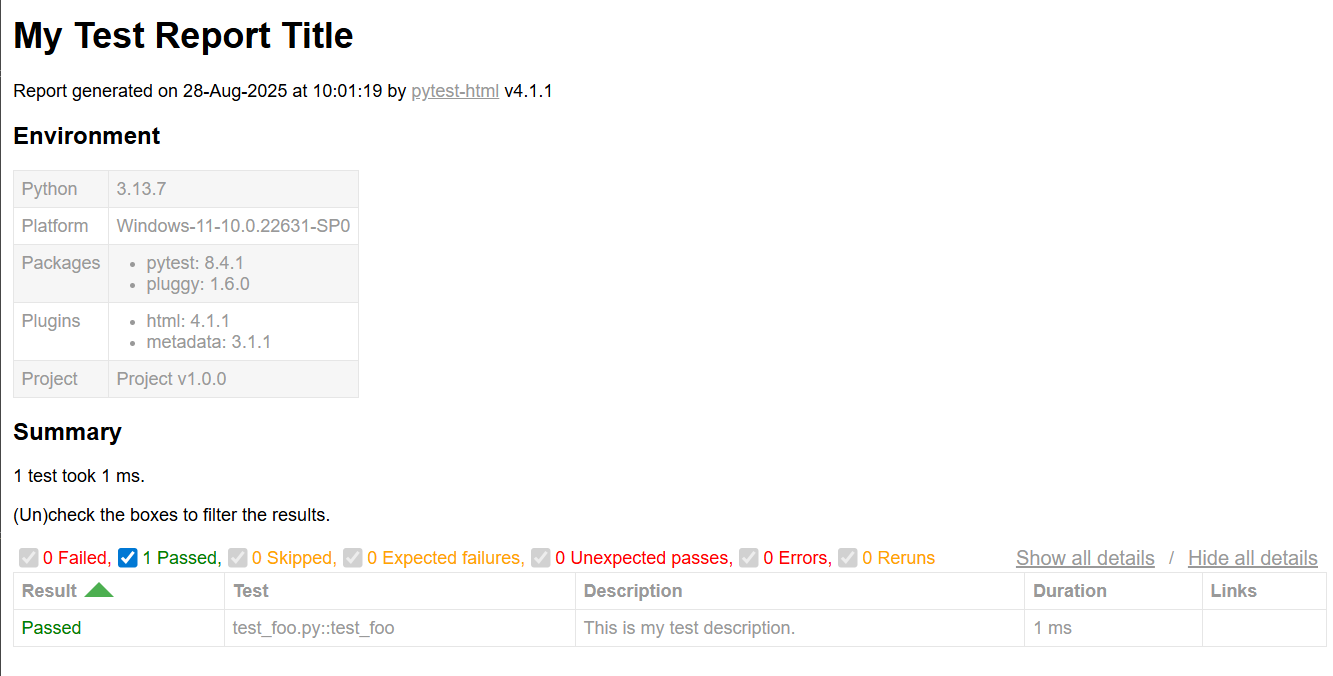 My Test Report Title
Report generated on 28-Aug-2025 at 10:01:19 by pytest-html v4.1.1
Environment
Python 3.13.7
Platform Windows-11-10.0.22631-SP0
Packages • pytest: 8.4.1
• pluggy: 1.6.0
Plugins • html: 4.1.1
• metadata: 3.1.1
Project Project v1.0.0
Summary
1 test took 1 ms.
(Un)check the boxes to filter the results.
0 Failed, 1 Passed, 0 Skipped, 0 Expected failures, 0 Unexpected passes, 0 Errors, 0 Reruns Show all details / Hide all details
Result Test Description Duration Links
Passed test_foo.py::test_foo This is my test description. 1 ms